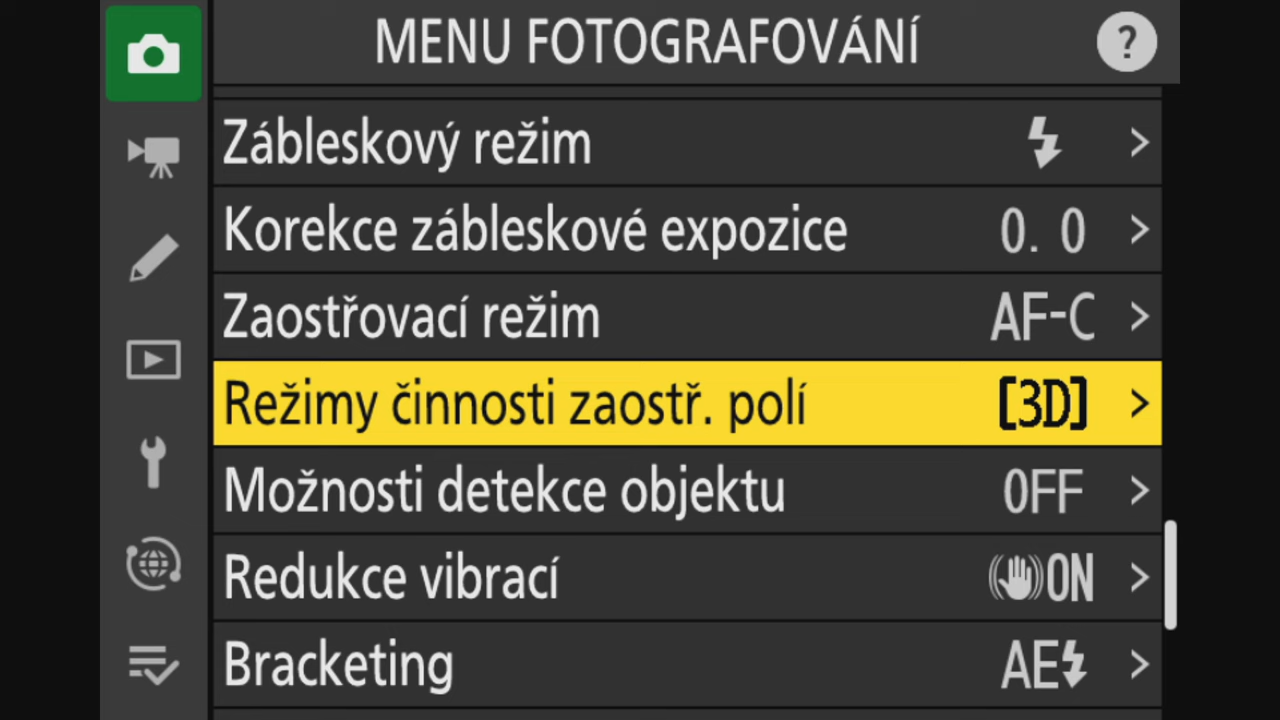 MENU FOTOGRAFOVÁNÍ ?
Zábleskový režim >
Korekce zábleskové expozice 0. 0 >
Zaostřovací režim AF-C >
Režimy činnosti zaostř. polí [3D] >
Možnosti detekce objektu OFF >
Redukce vibrací ON >
Bracketing AE >